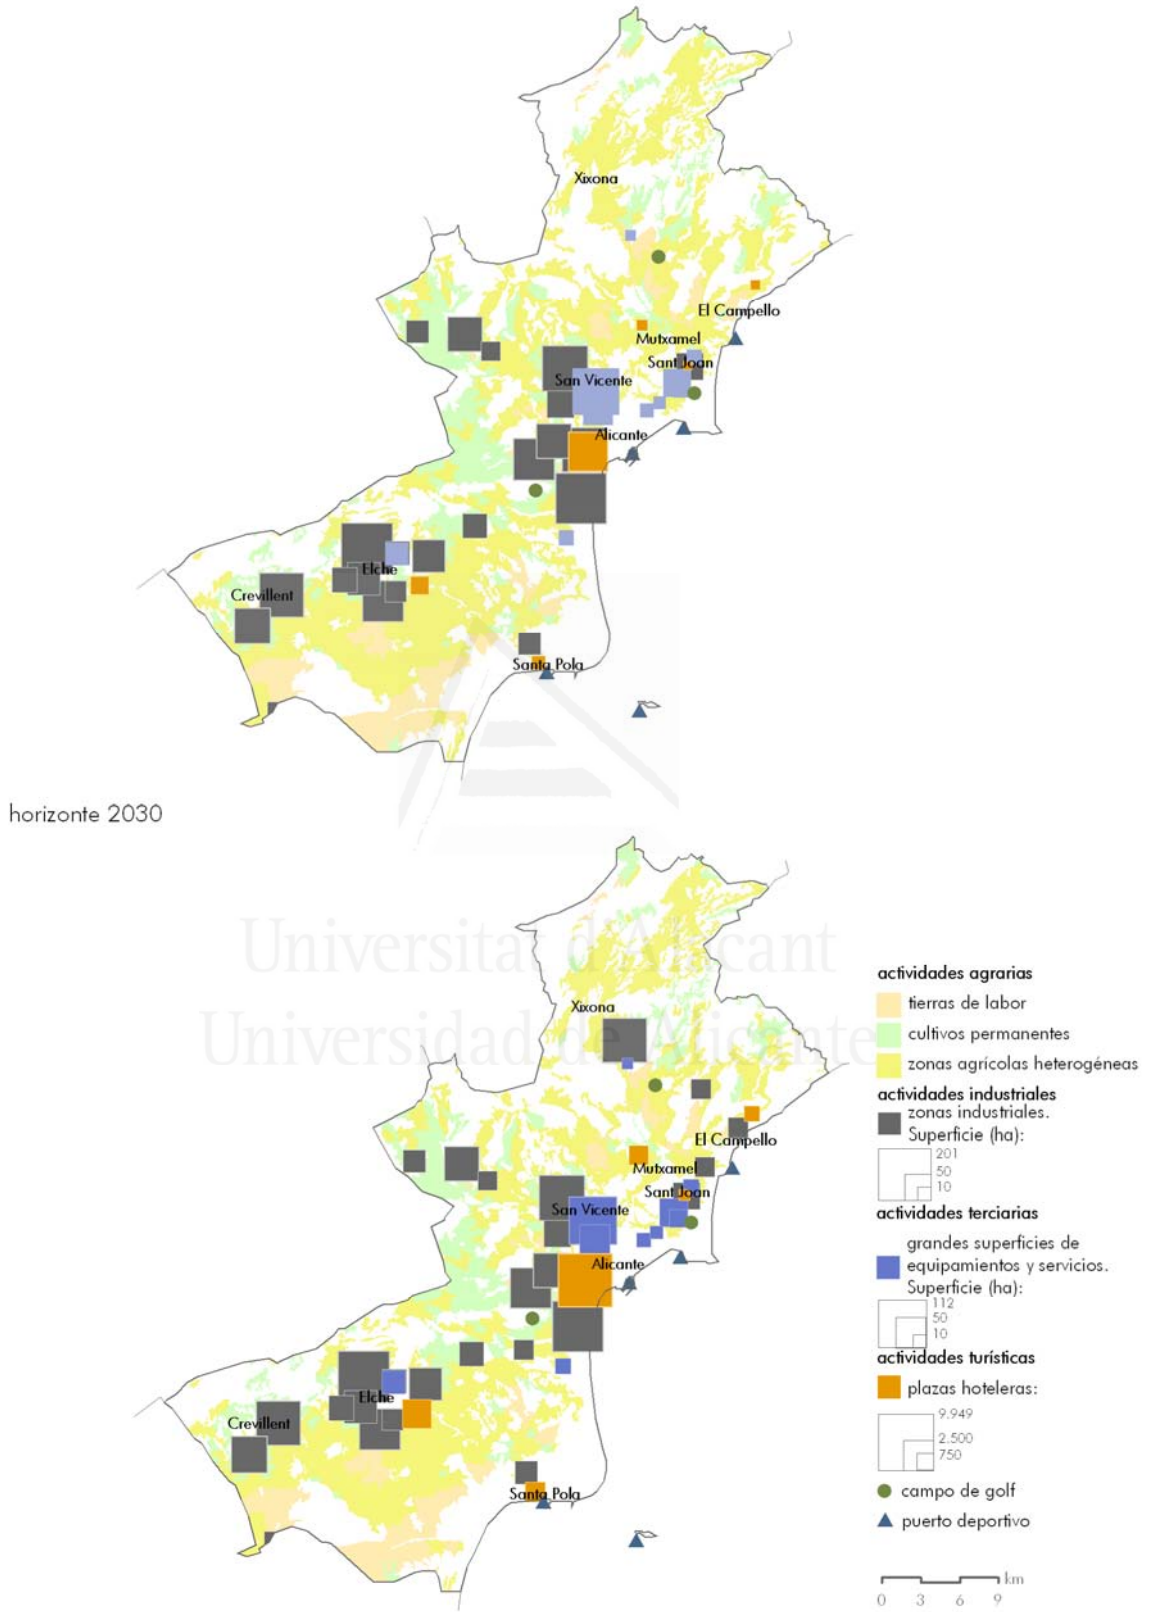 Xixona
El Campello
Mutxamel
Sant Joan
San Vicente
Alicante
Elche
Crevillent
Santa Pola
horizonte 2030
Universitat d'Alacant
Universidad de Alicante
Xixona
El Campello
Mutxamel
Sant Joan
San Vicente
Alicante
Elche
Crevillent
Santa Pola
actividades agrarias
tierras de labor
cultivos permanentes
zonas agrícolas heterogéneas
actividades industriales
zonas industriales.
Superficie (ha):
201
50
10
actividades terciarias
grandes superficies de
equipamientos y servicios.
Superficie (ha):
112
50
10
actividades turísticas
plazas hoteleras:
9.949
2.500
750
campo de golf
puerto deportivo
km
0 3 6 9